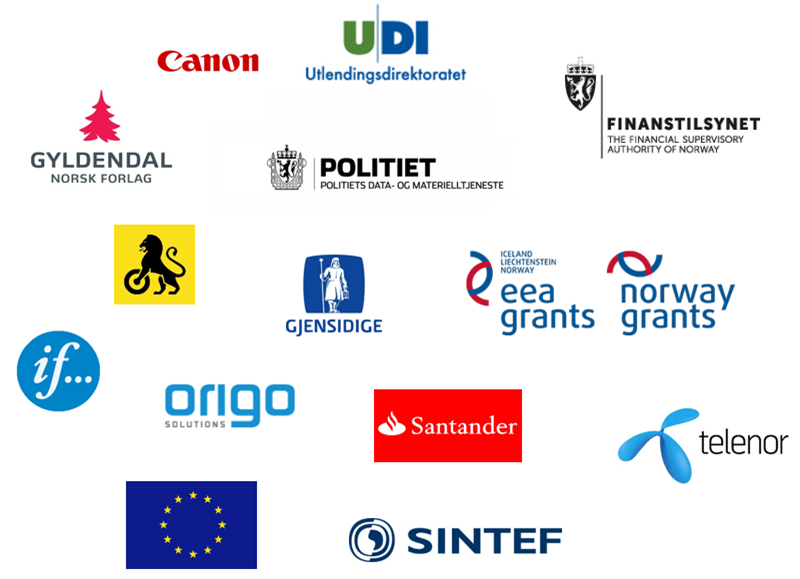 Canon
UDI
Utlendingsdirektoratet
FINANSTILSYNET
THE FINANCIAL SUPERVISORY
AUTHORITY OF NORWAY
GYLDENDAL
NORSK FORLAG
POLITIET
POLITIETS DATA- OG MATERIELLTJENESTE
GJENSIDIGE
ICELAND
LIECHTENSTEIN
NORWAY
eea
grants
norway
grants
if...
origo
SOLUTIONS
Santander
telenor
SINTEF